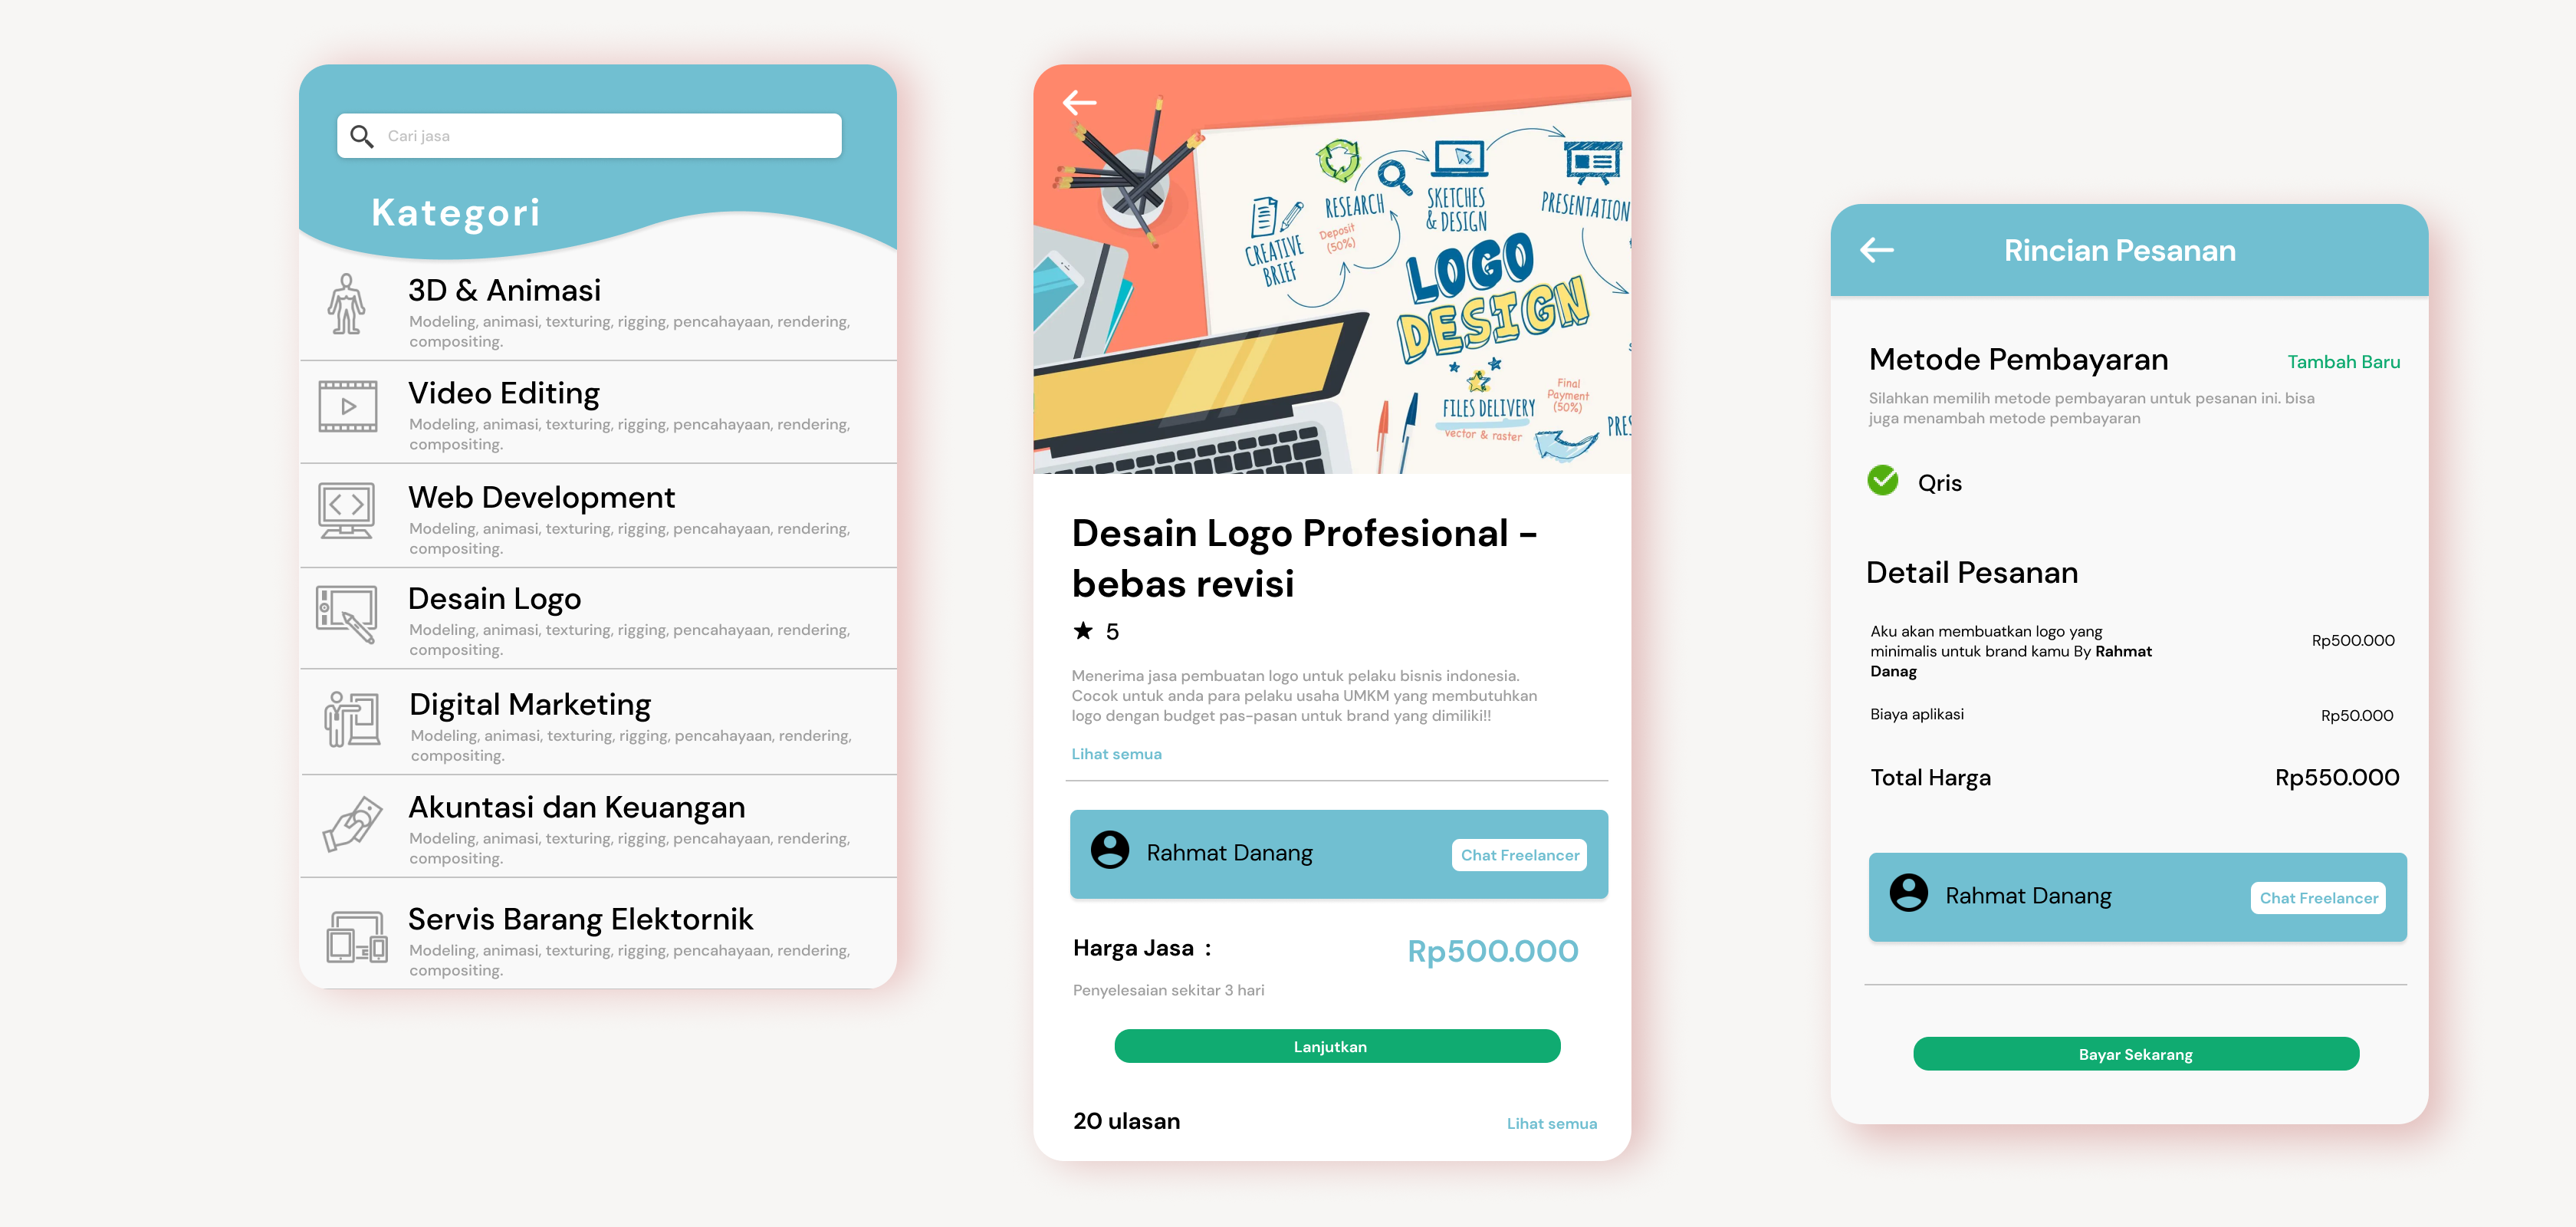 Cari jasa
Kategori
3D & Animasi
Modeling, animasi, texturing, rigging, pencahayaan, rendering,
compositing.
Video Editing
Modeling, animasi, texturing, rigging, pencahayaan, rendering,
compositing.
Web Development
Modeling, animasi, texturing, rigging, pencahayaan, rendering,
compositing.
Desain Logo
Modeling, animasi, texturing, rigging, pencahayaan, rendering,
compositing.
Digital Marketing
Modeling, animasi, texturing, rigging, pencahayaan, rendering,
compositing.
Akuntasi dan Keuangan
Modeling, animasi, texturing, rigging, pencahayaan, rendering,
compositing.
Servis Barang Elektornik
Modeling, animasi, texturing, rigging, pencahayaan, rendering,
compositing.
CREATIVE
BRIEF
Deposit
(50%)
RESEARCH
SKETCHES
& DESIGN
PRESENTATION
LOGO
DESIGN
FILES DELIVERY
vector & raster
Final
Payment
(50%)
PRES
Desain Logo Profesional -
bebas revisi
5
Menerima jasa pembuatan logo untuk pelaku bisnis indonesia.
Cocok untuk anda para pelaku usaha UMKM yang membutuhkan
logo dengan budget pas-pasan untuk brand yang dimiliki!!
Lihat semua
Rahmat Danang
Chat Freelancer
Harga Jasa :
Rp500.000
Penyelesaian sekitar 3 hari
Lanjutkan
20 ulasan
Lihat semua
Rincian Pesanan
Metode Pembayaran
Tambah Baru
Silahkan memilih metode pembayaran untuk pesanan ini. bisa
juga menambah metode pembayaran
Qris
Detail Pesanan
Aku akan membuatkan logo yang
minimalis untuk brand kamu By Rahmat
Danag
Rp500.000
Biaya aplikasi
Rp50.000
Total Harga
Rp550.000
Rahmat Danang
Chat Freelancer
Bayar Sekarang